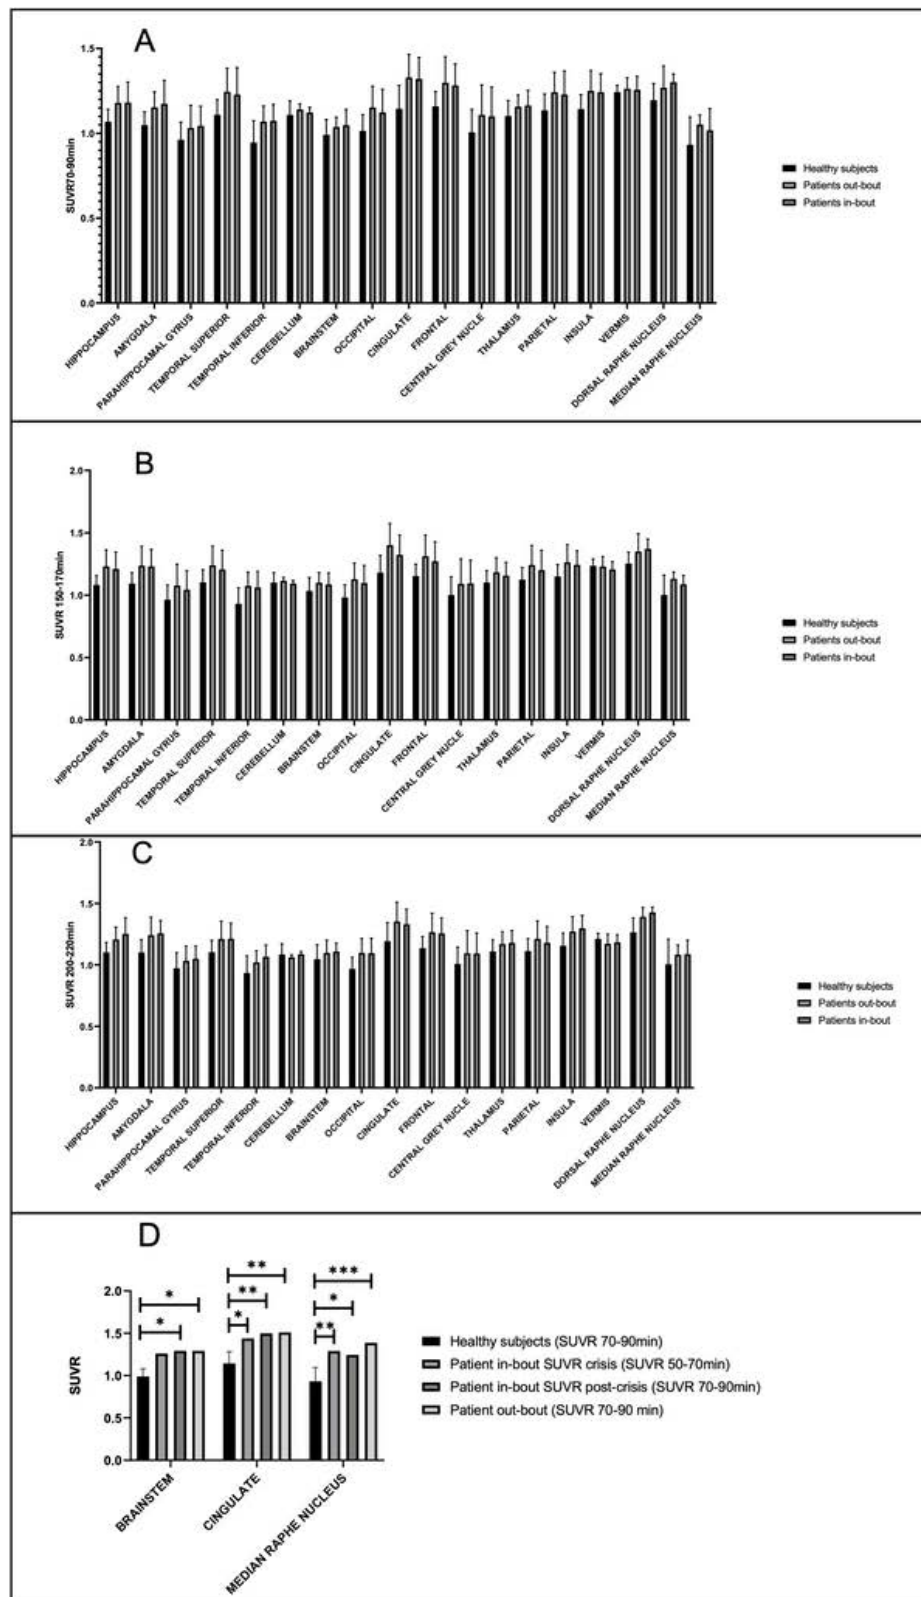 A
SUVR70-90min
1.5
1.0
0.5
0.0
HIPPOCAMPUS
AMYGDALA
PARAHIPPOCAMAL GYRUS
TEMPORAL SUPERIOR
TEMPORAL INFERIOR
CEREBELLUM
BRAINSTEM
OCCIPITAL
CINGULATE
FRONTAL
CENTRAL GREY NUCLE
THALAMUS
PARIETAL
INSULA
VERMIS
DORSAL RAPHE NUCLEUS
MEDIAN RAPHE NUCLEUS
Healthy subjects
Patients out-bout
Patients in-bout
B
SUVR 150-170min
2.0
1.5
1.0
0.5
0.0
HIPPOCAMPUS
AMYGDALA
PARAHIPPOCAMAL GYRUS
TEMPORAL SUPERIOR
TEMPORAL INFERIOR
CEREBELLUM
BRAINSTEM
OCCIPITAL
CINGULATE
FRONTAL
CENTRAL GREY NUCLE
THALAMUS
PARIETAL
INSULA
VERMIS
DORSAL RAPHE NUCLEUS
MEDIAN RAPHE NUCLEUS
Healthy subjects
Patients out-bout
Patients in-bout
C
SUVR 200-220min
2.0
1.5
1.0
0.5
0.0
HIPPOCAMPUS
AMYGDALA
PARAHIPPOCAMAL GYRUS
TEMPORAL SUPERIOR
TEMPORAL INFERIOR
CEREBELLUM
BRAINSTEM
OCCIPITAL
CINGULATE
FRONTAL
CENTRAL GREY NUCLE
THALAMUS
PARIETAL
INSULA
VERMIS
DORSAL RAPHE NUCLEUS
MEDIAN RAPHE NUCLEUS
Healthy subjects
Patients out-bout
Patients in-bout
D
SUVR
2.0
1.5
1.0
0.5
0.0
*
*
**
**
*
***
*
**
BRAINSTEM
CINGULATE
MEDIAN RAPHE NUCLEUS
Healthy subjects (SUVR 70-90min)
Patient in-bout SUVR crisis (SUVR 50-70min)
Patient in-bout SUVR post-crisis (SUVR 70-90min)
Patient out-bout (SUVR 70-90 min)